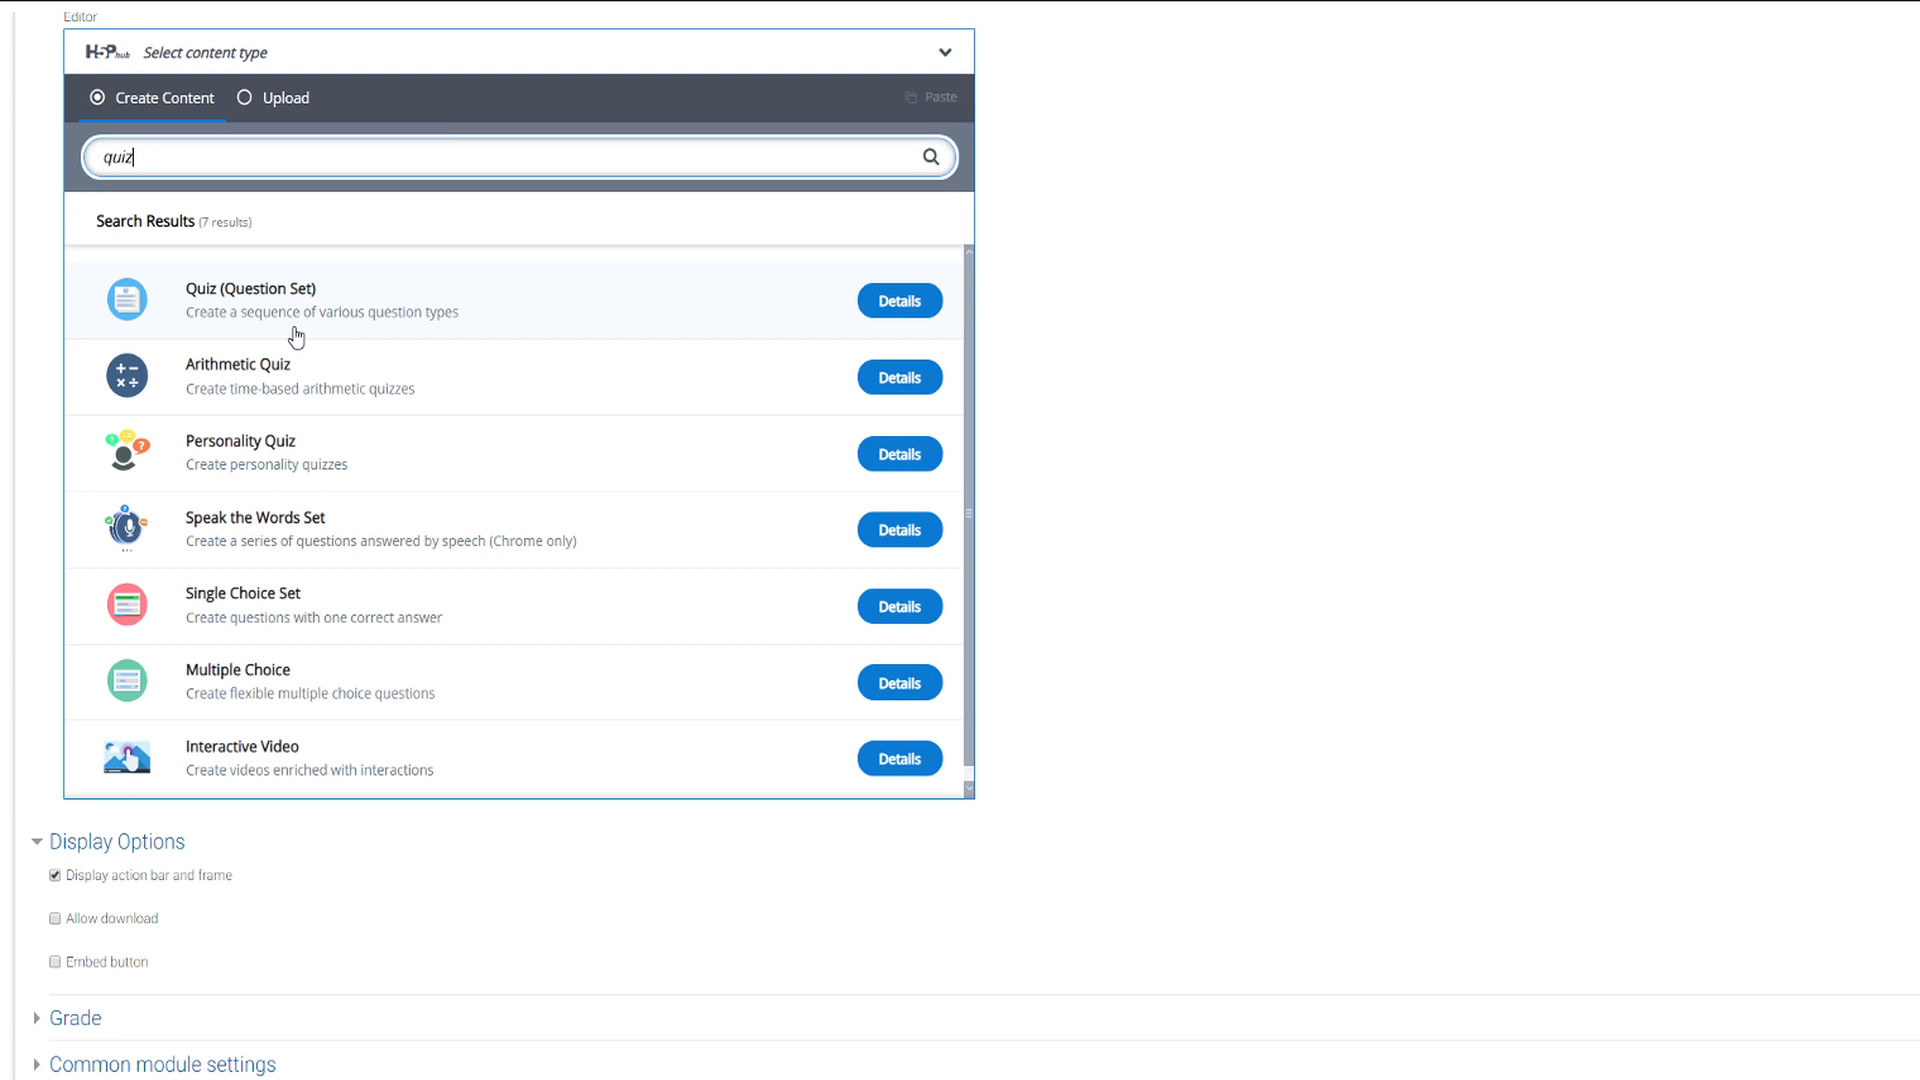 Editor
H5P hub Select content type
Create Content Upload Paste
quiz
Search Results (7 results)
Quiz (Question Set)
Create a sequence of various question types
Details
Arithmetic Quiz
Create time-based arithmetic quizzes
Details
Personality Quiz
Create personality quizzes
Details
Speak the Words Set
Create a series of questions answered by speech (Chrome only)
Details
Single Choice Set
Create questions with one correct answer
Details
Multiple Choice
Create flexible multiple choice questions
Details
Interactive Video
Create videos enriched with interactions
Details
Display Options
Display action bar and frame
Allow download
Embed button
Grade
Common module settings